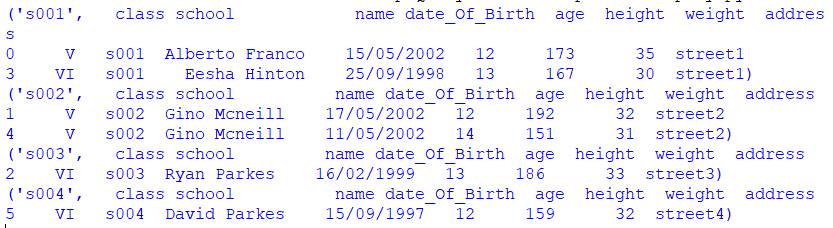 ('s001',   class school            name date_Of_Birth  age  height  weight  addres
s
0     V   s001  Alberto Franco    15/05/2002   12     173      35  street1
3    VI   s001    Eesha Hinton    25/09/1998   13     167      30  street1)
('s002',   class school          name date_Of_Birth  age  height  weight  address
1     V   s002  Gino Mcneill    17/05/2002   12     192      32  street2
4     V   s002  Gino Mcneill    11/05/2002   14     151      31  street2)
('s003',   class school         name date_Of_Birth  age  height  weight  address
2    VI   s003  Ryan Parkes    16/02/1999   13     186      33  street3)
('s004',   class school          name date_Of_Birth  age  height  weight  address
5    VI   s004  David Parkes    15/09/1997   12     159      32  street4)